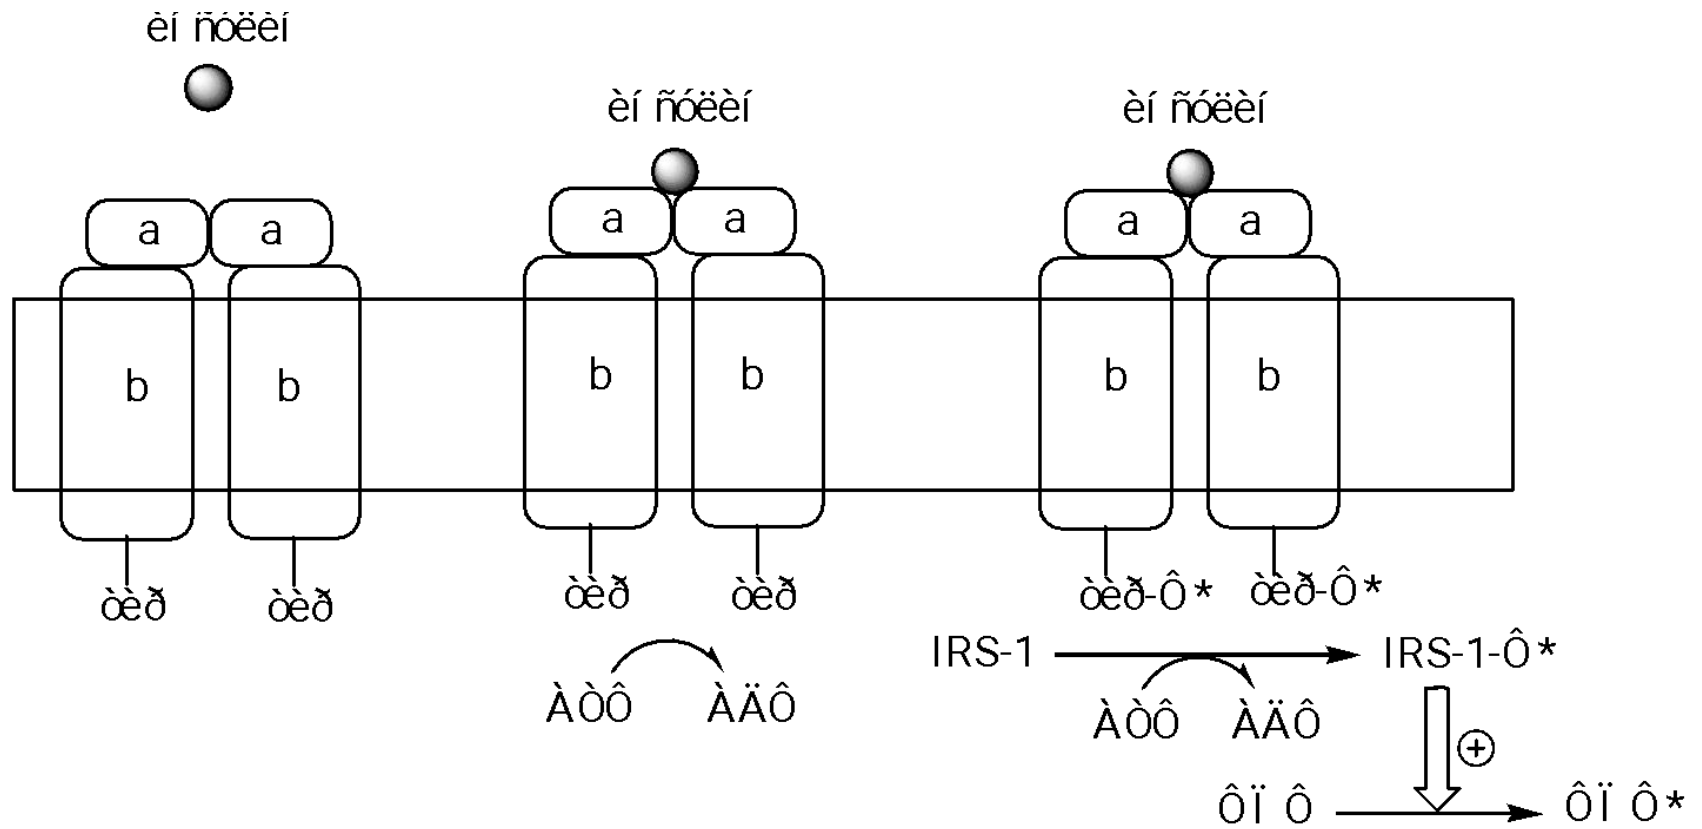 èí ñóëèí
èí ñóëèí
èí ñóëèí
a a
a a
a a
b b
b b
b b
òèð òèð
òèð òèð
òèð-Ô* òèð-Ô*
IRS-1 IRS-1-Ô*
ÀÒÔ ÀÄÔ
ÀÒÔ ÀÄÔ
+
ÔÏ Ô ÔÏ Ô*